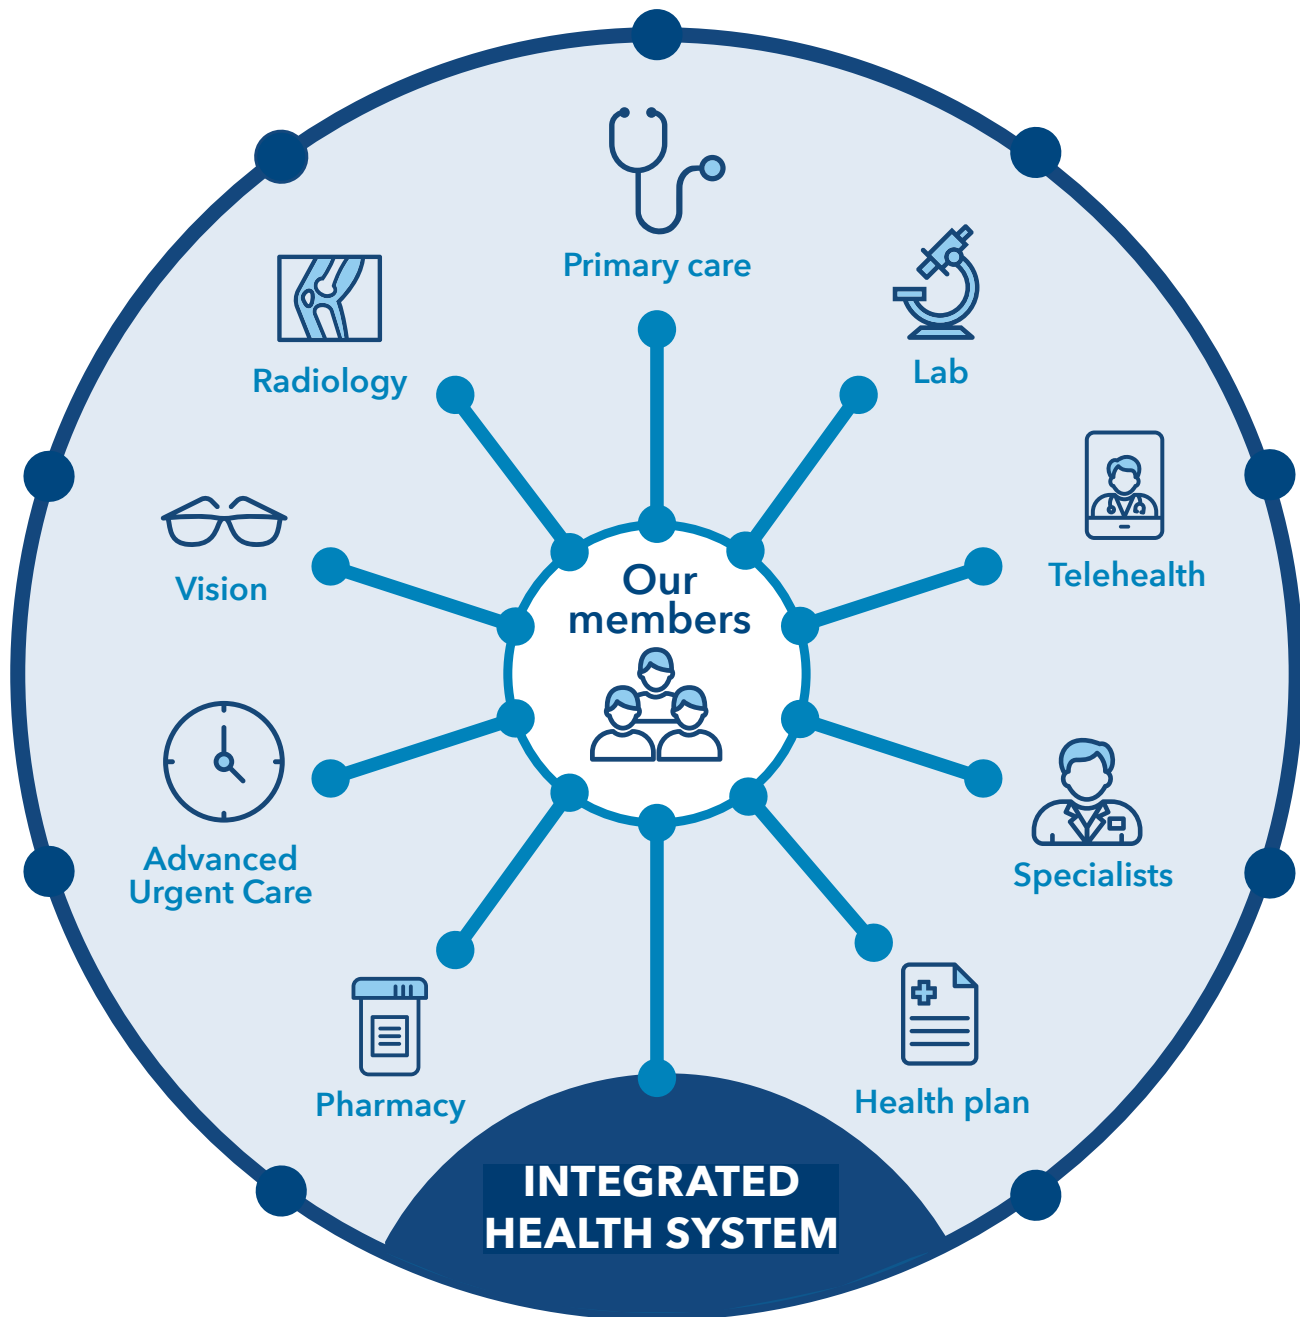 Primary care
Lab
Radiology
Telehealth
Our
members
Vision
Advanced
Urgent Care
Specialists
Pharmacy
Health plan
INTEGRATED
HEALTH SYSTEM